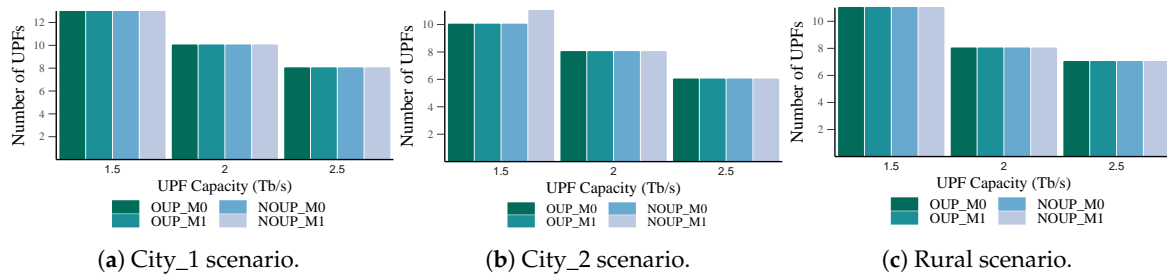 Number of UPFs
12
10
8
6
4
2
1.5
2
2.5
UPF Capacity (Tb/s)
OUP_M0
NOUP_M0
OUP_M1
NOUP_M1
(a) City_1 scenario.
Number of UPFs
10
8
6
4
2
1.5
2
2.5
UPF Capacity (Tb/s)
OUP_M0
NOUP_M0
OUP_M1
NOUP_M1
(b) City_2 scenario.
Number of UPFs
10
8
6
4
2
1.5
2
2.5
UPF Capacity (Tb/s)
OUP_M0
NOUP_M0
OUP_M1
NOUP_M1
(c) Rural scenario.